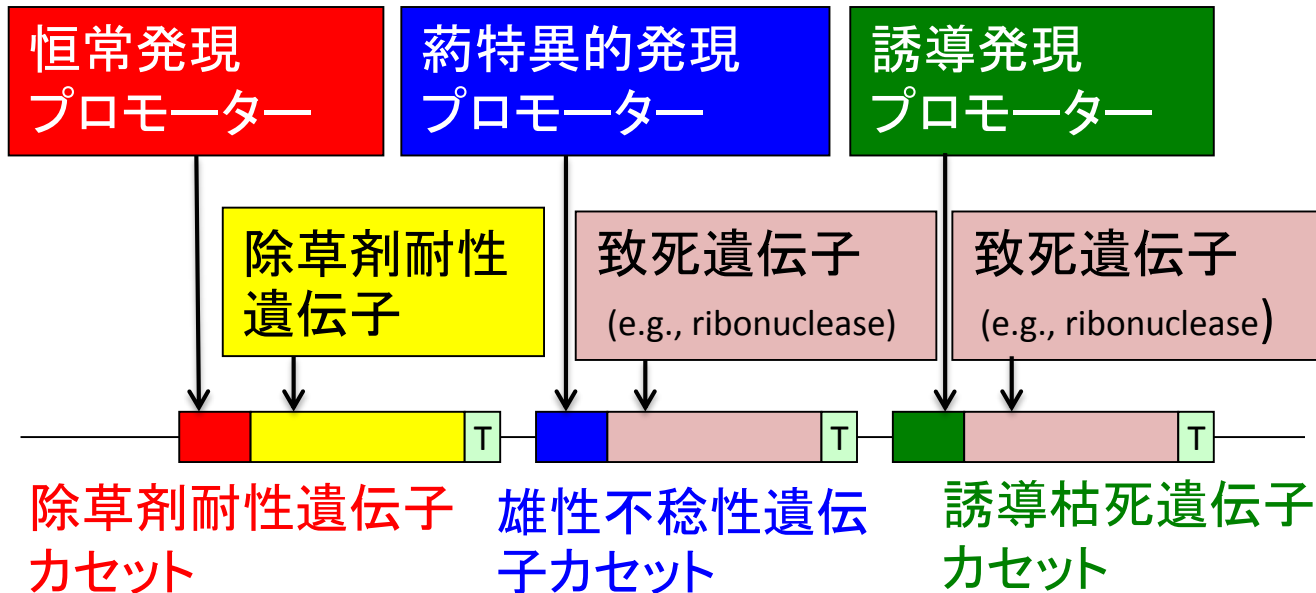 恒常発現
プロモーター
葯特異的発現
プロモーター
誘導発現
プロモーター
除草剤耐性
遺伝子
致死遺伝子
(e.g., ribonuclease)
致死遺伝子
(e.g., ribonuclease)
T
T
T
除草剤耐性遺伝子
カセット
雄性不稔性遺伝
子カセット
誘導枯死遺伝子
カセット